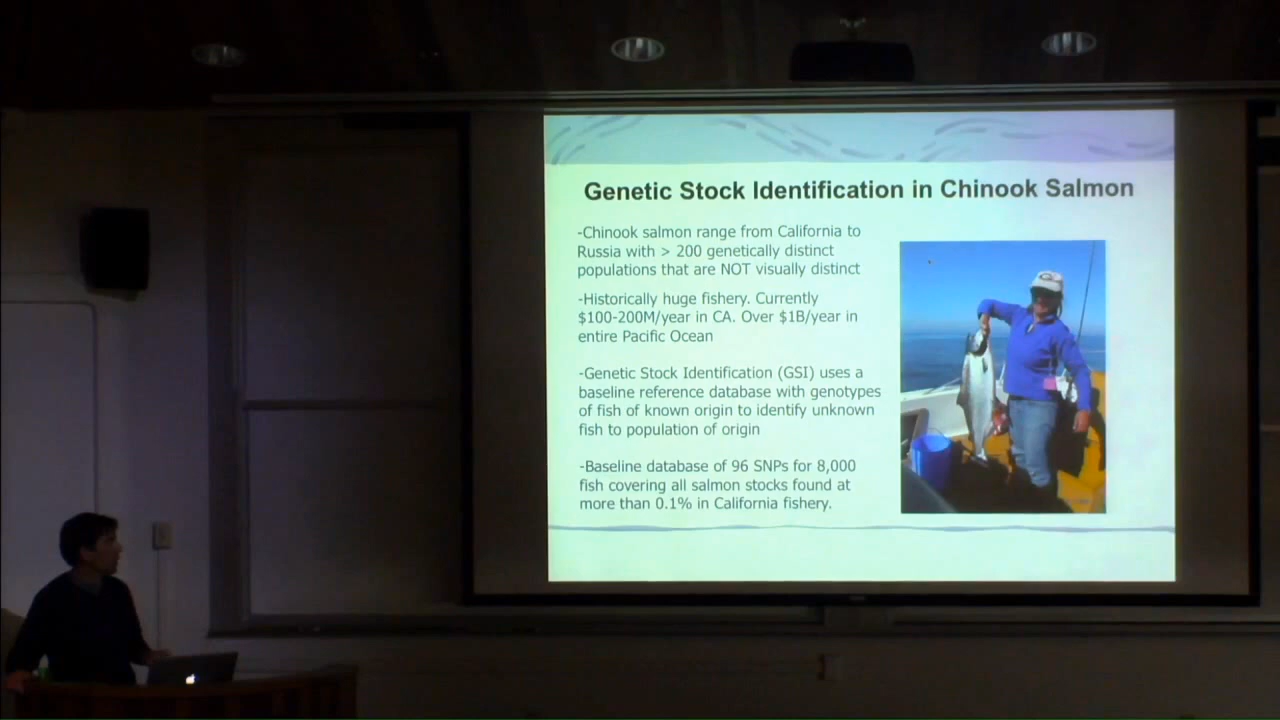 Genetic Stock Identification in Chinook Salmon
-Chinook salmon range from California to
Russia with > 200 genetically distinct
populations that are NOT visually distinct
-Historically huge fishery. Currently
$100-200M/year in CA. Over $1B/year in
entire Pacific Ocean
-Genetic Stock Identification (GSI) uses a
baseline reference database with genotypes
of fish of known origin to identify unknown
fish to population of origin
-Baseline database of 96 SNPs for 8,000
fish covering all salmon stocks found at
more than 0.1% in California fishery.